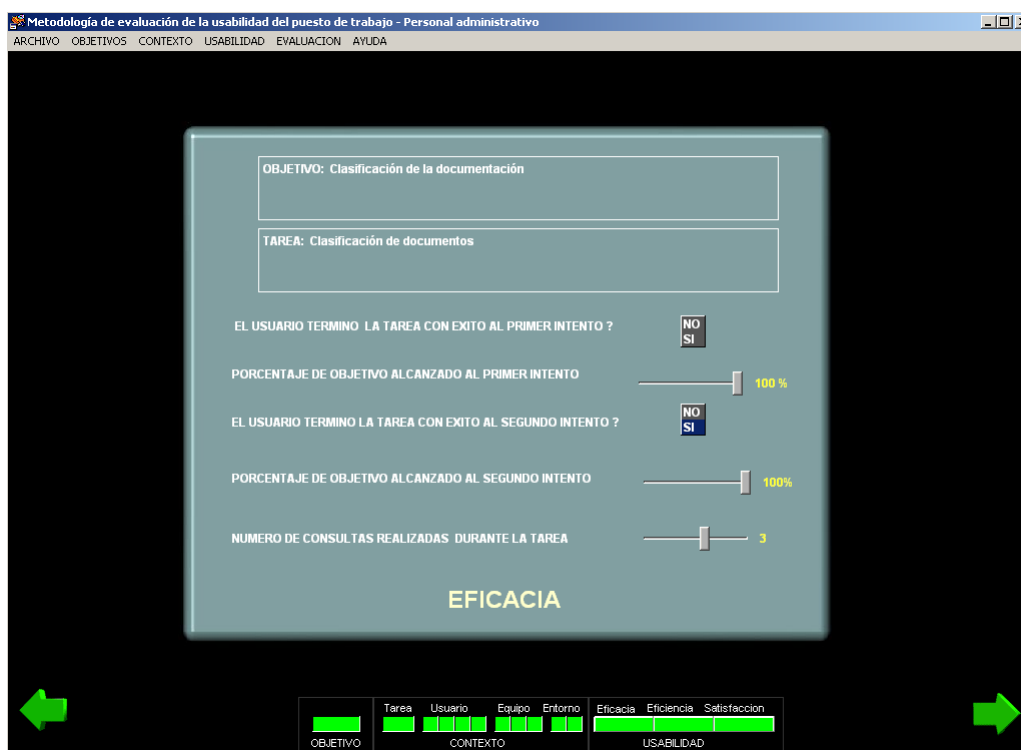 Metodología de evaluación de la usabilidad del puesto de trabajo - Personal administrativo
ARCHIVO OBJETIVOS CONTEXTO USABILIDAD EVALUACION AYUDA
OBJETIVO: Clasificación de la documentación
TAREA: Clasificación de documentos
EL USUARIO TERMINO LA TAREA CON EXITO AL PRIMER INTENTO ?
NO
SI
PORCENTAJE DE OBJETIVO ALCANZADO AL PRIMER INTENTO
100 %
EL USUARIO TERMINO LA TAREA CON EXITO AL SEGUNDO INTENTO ?
NO
SI
PORCENTAJE DE OBJETIVO ALCANZADO AL SEGUNDO INTENTO
100%
NUMERO DE CONSULTAS REALIZADAS DURANTE LA TAREA
3
EFICACIA
Tarea Usuario Equipo Entorno Eficacia Eficiencia Satisfaccion
OBJETIVO CONTEXTO USABILIDAD